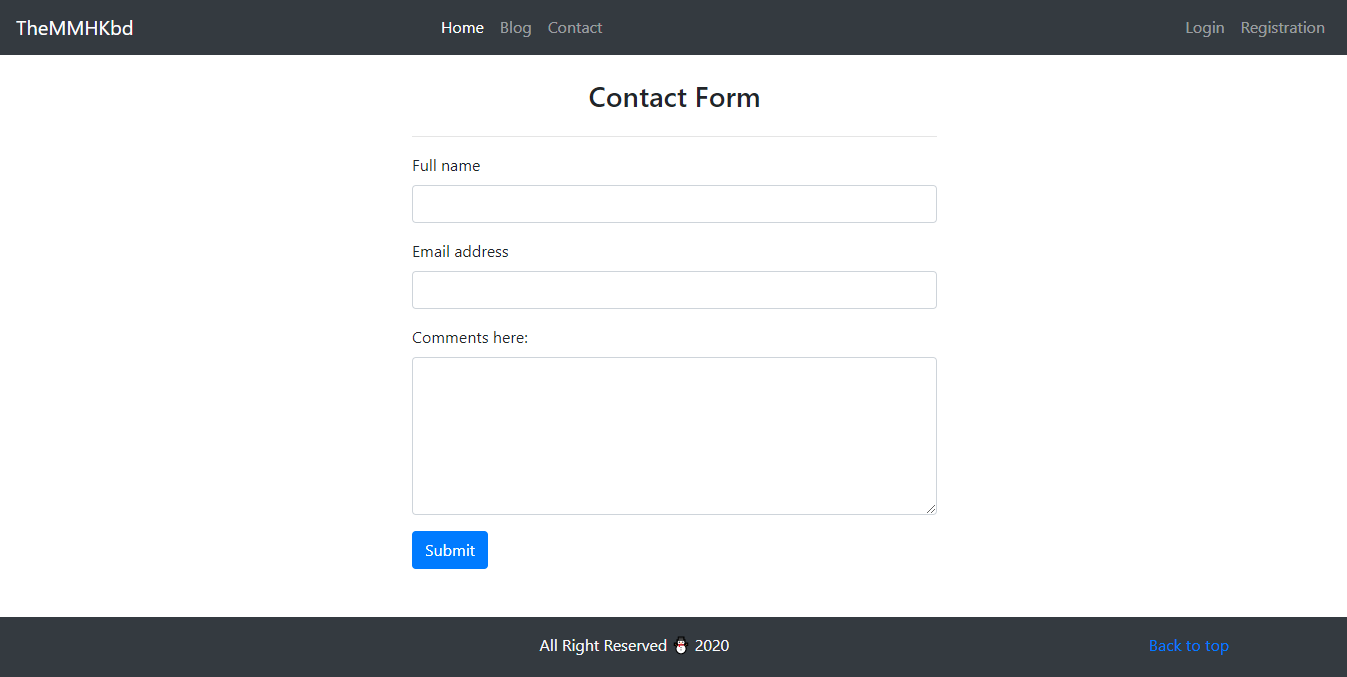 TheMMHKbd Home Blog Contact Login Registration
Contact Form
Full name
Email address
Comments here:
Submit
All Right Reserved ⛄ 2020 Back to top